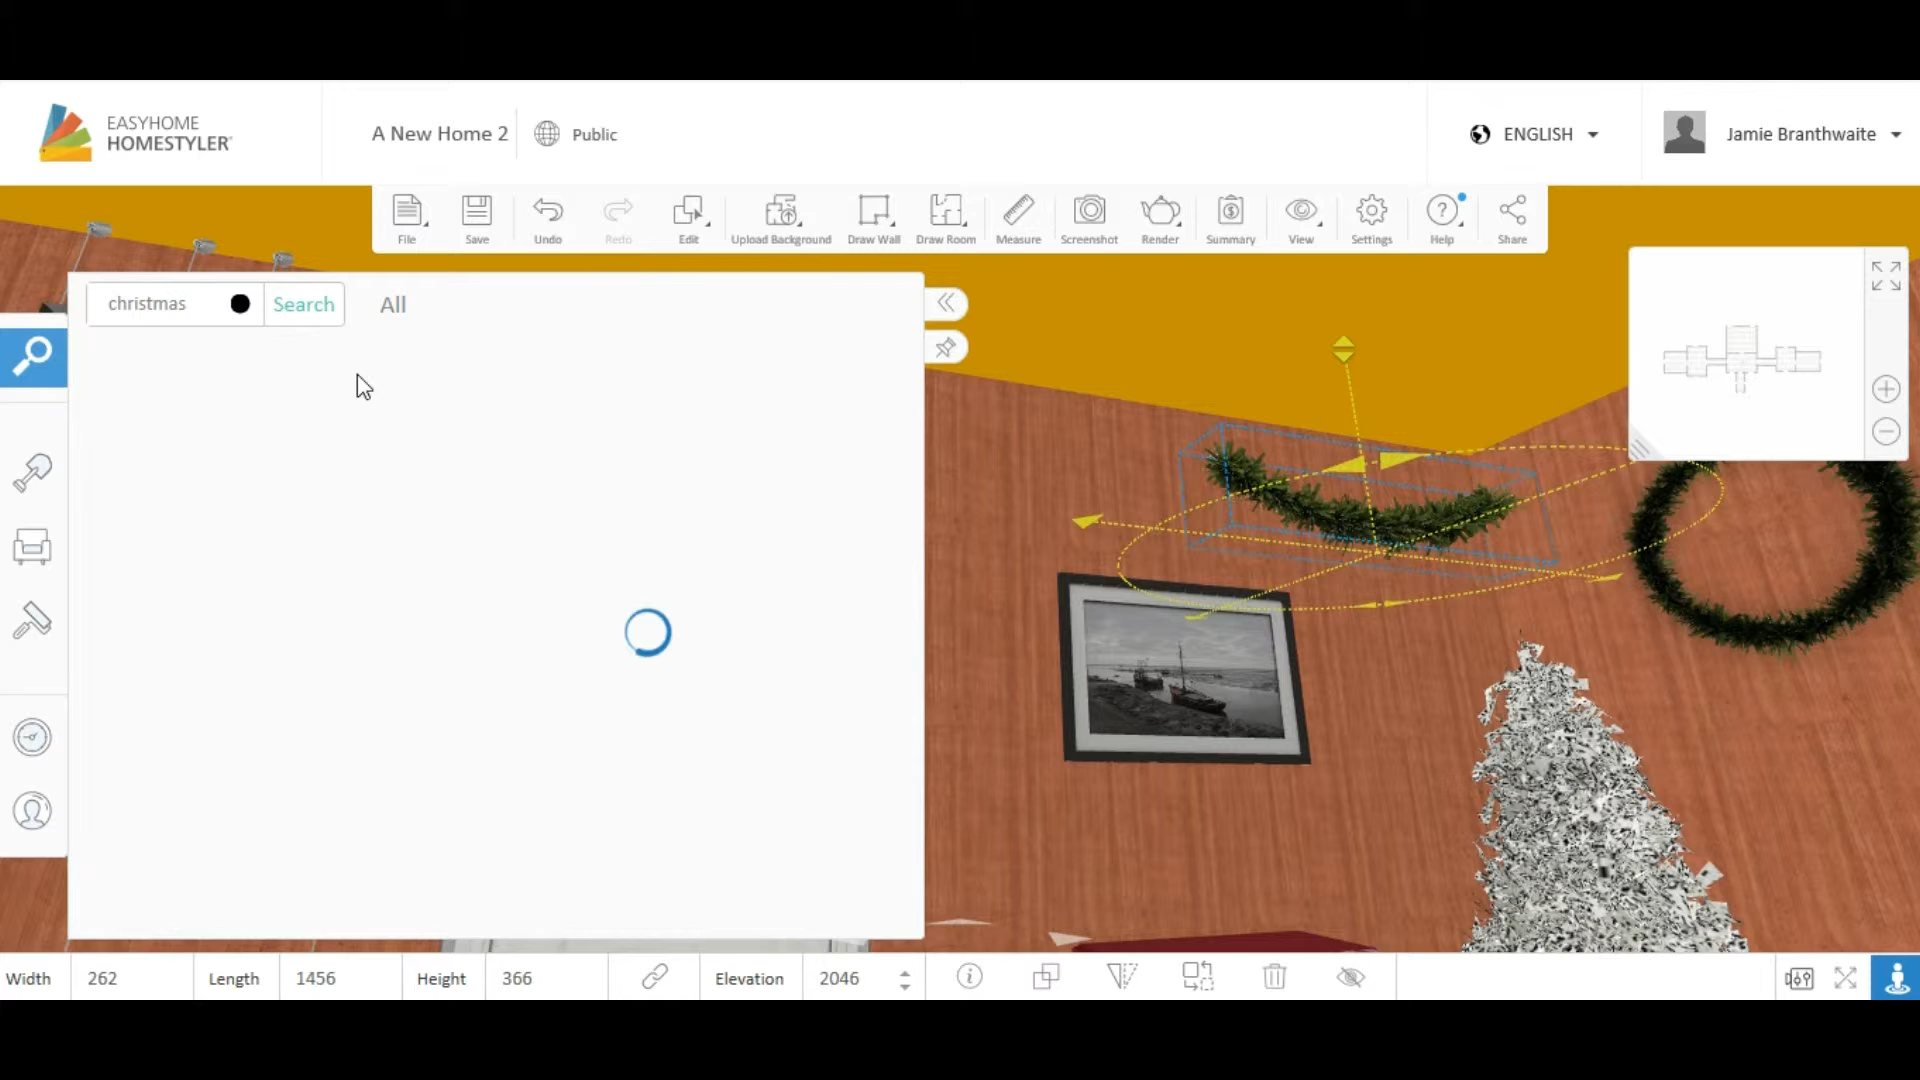 EASYHOME
HOMESTYLER®
A New Home 2
Public
ENGLISH
Jamie Branthwaite
File
Save
Undo
Redo
Edit
Upload Background
Draw Wall
Draw Room
Measure
Screenshot
Render
Summary
View
Settings
Help
Share
christmas
Search
All
Width
262
Length
1456
Height
366
Elevation
2046